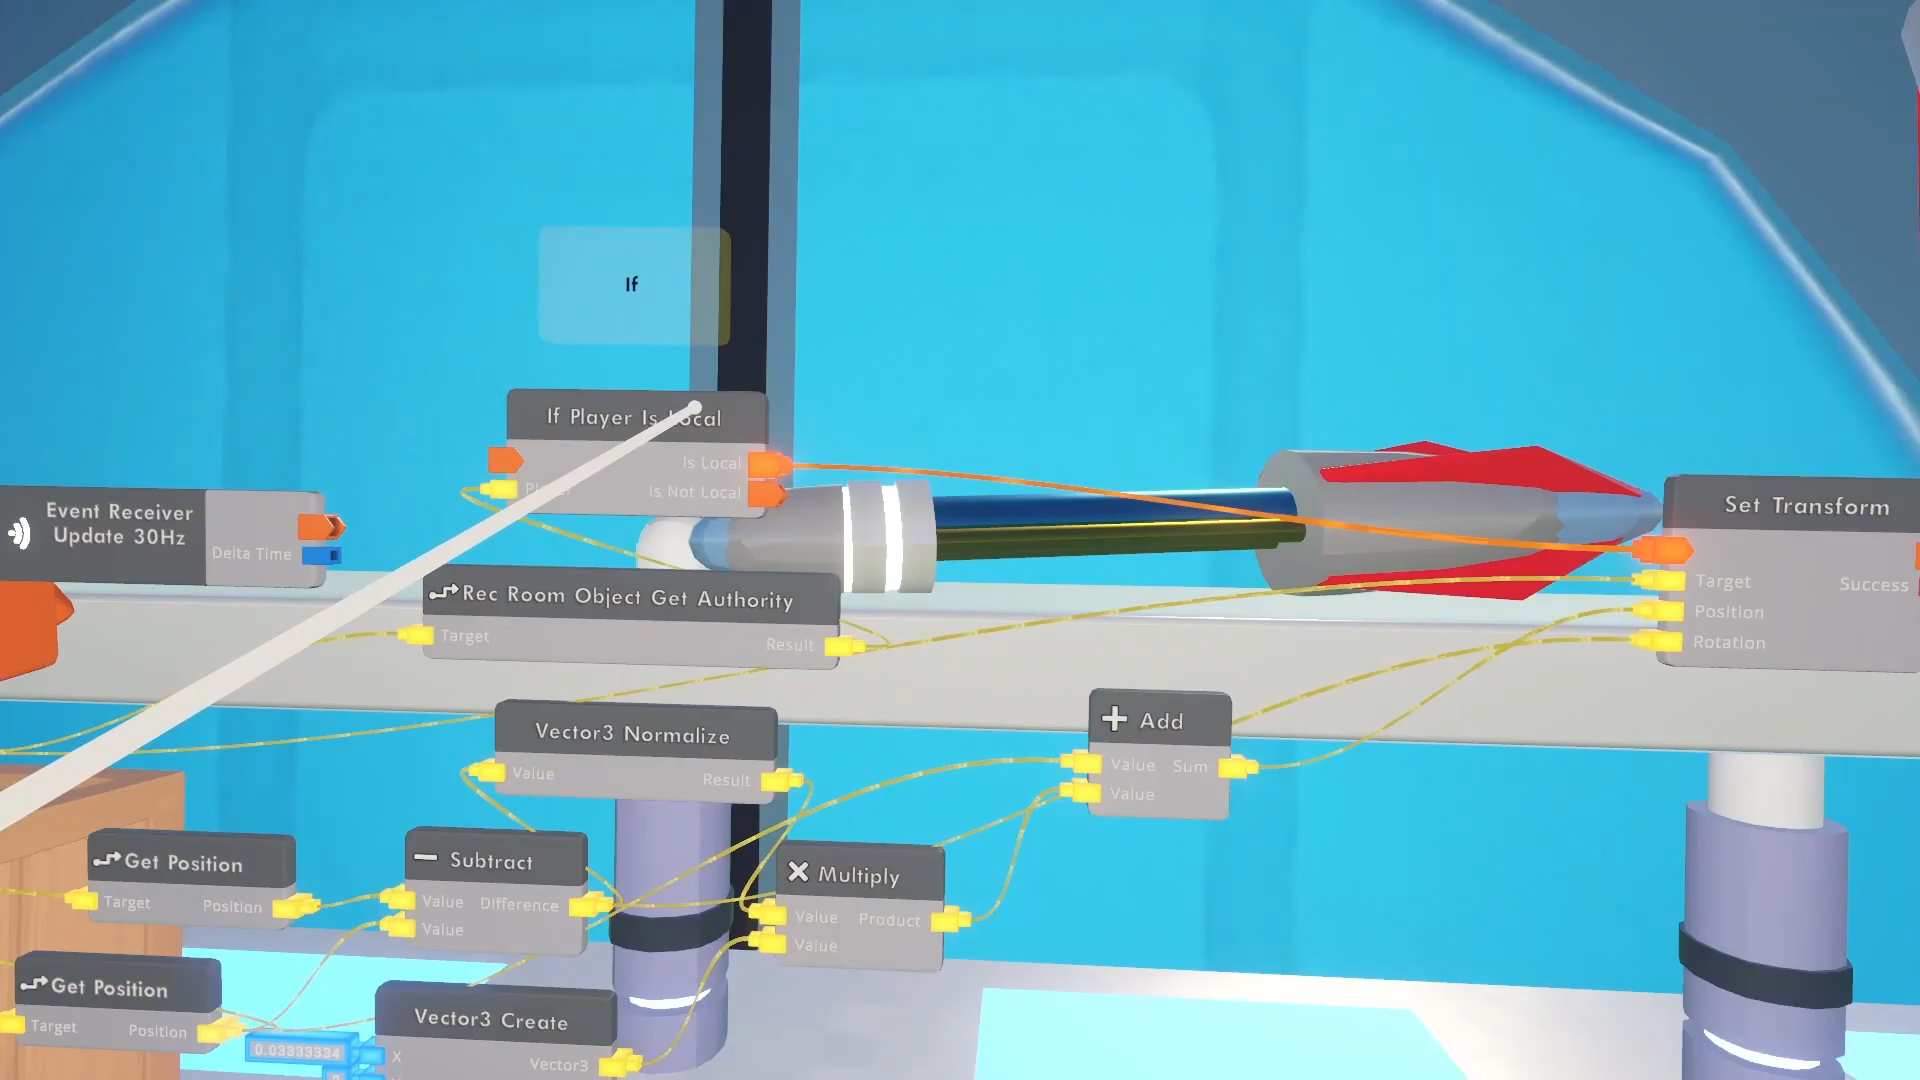 If
If Player Is Local
Is Local
Is Not Local
Event Receiver
Update 30Hz
Delta Time
Rec Room Object Get Authority
Target
Result
Set Transform
Target
Success
Position
Rotation
Vector3 Normalize
Value
Result
Add
Value
Sum
Value
Get Position
Target
Position
Subtract
Value
Difference
Value
Multiply
Value
Product
Value
Get Position
Target
Position
Vector3 Create
0.03333334
X
Vector3